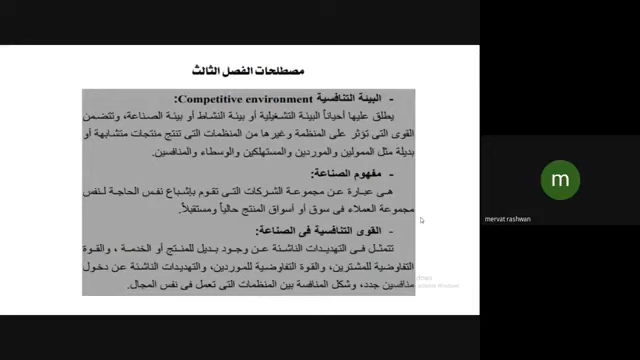 مصطلحات الفصل الثالث
- البيئة التنافسية Competitive environment:
يطلق عليها أحياناً البيئة التشغيلية أو بيئة النشاط أو بيئة الصناعة، وتتضمن
القوى التى تؤثر على المنظمة وغيرها من المنظمات التى تنتج منتجات متشابهة أو
بديلة مثل الممولين والموردين والمستهلكين والوسطاء والمنافسين.
- مفهوم الصناعة:
هى عبارة عن مجموعة الشركات التى تقوم بإشباع نفس الحاجة لنفس
مجموعة العملاء فى سوق أو أسواق المنتج حالياً ومستقبلاً.
- القوى التنافسية فى الصناعة:
تتمثل فى التهديدات الناشئة عن وجود بديل للمنتج أو الخدمة ، والقوة
التفاوضية للمشترين، والقوة التفاوضية للموردين، والتهديدات الناشئة عن دخول
منافسين جدد، وشكل المنافسة بين المنظمات التى تعمل فى نفس المجال.
m
mervat rashwan